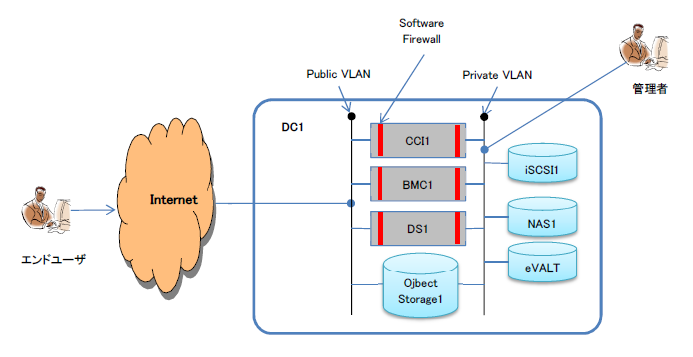 Software
Firewall
Public VLAN
Private VLAN
管理者
DC1
CCI1
iSCSI1
BMC1
Internet
NAS1
DS1
エンドユーザ
Ojbect
Storage1
eVALT